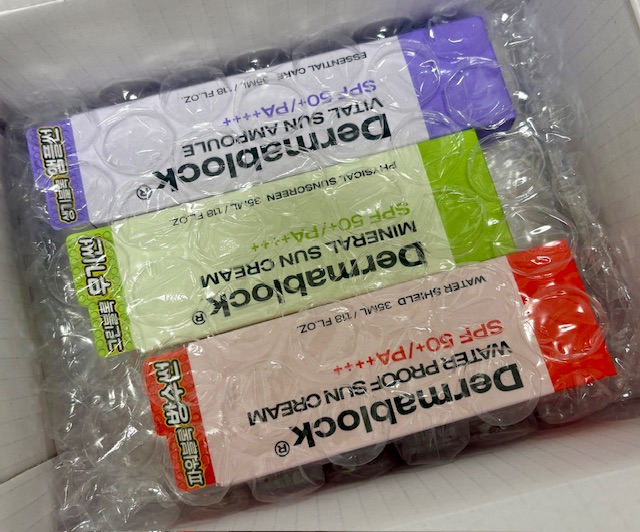 Dermablock®
WATER PROOF SUN CREAM
SPF 50+/PA++++
WATER SHIELD 35ML / 1.18 FL.OZ
Dermablock®
MINERAL SUN CREAM
SPF 50+/PA++++
PHYSICAL SUNSCREEN 35ML / 1.18 FL.OZ
Dermablock®
VITAL SUN AMPOULE
SPF 50+/PA++++
ESSENTIAL CARE 35ML / 1.18 FL.OZ